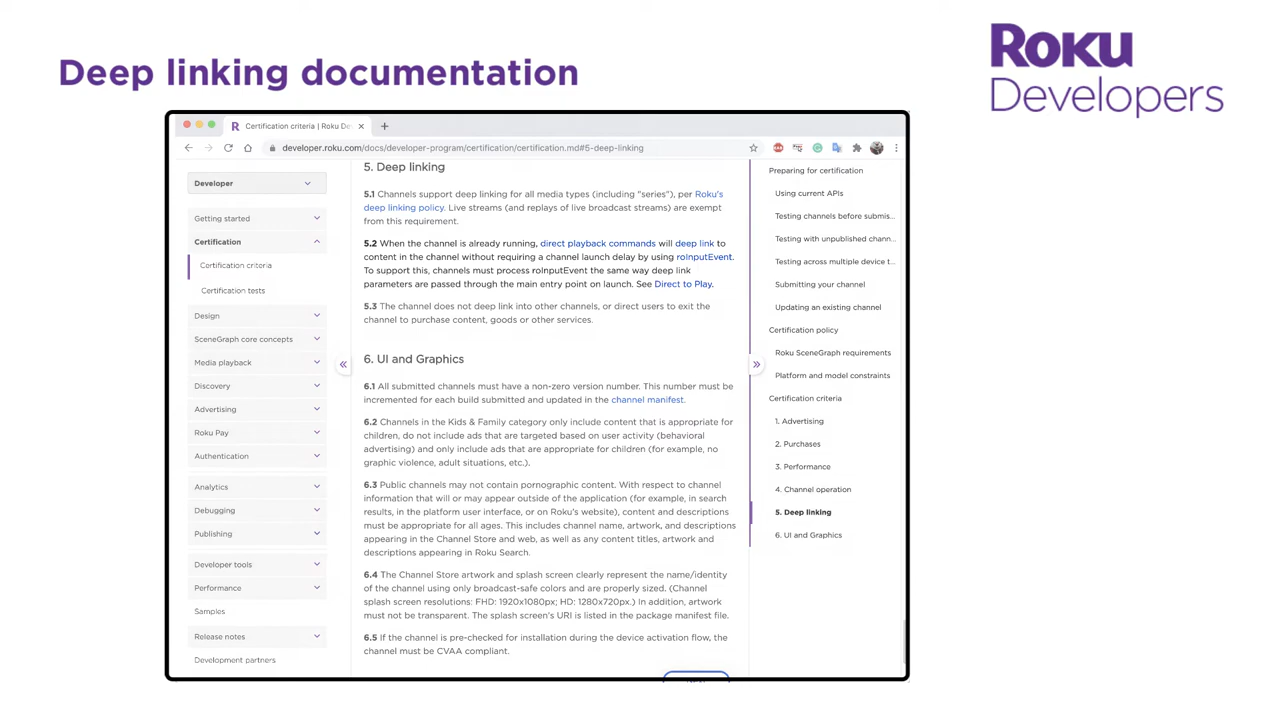 Deep linking documentation
Roku
Developers
Certification criteria | Roku De
developer.roku.com/docs/developer-program/certification/certification.md#5-deep-linking
Developer
Getting started
Certification
Certification criteria
Certification tests
Design
SceneGraph core concepts
Media playback
Discovery
Advertising
Roku Pay
Authentication
Analytics
Debugging
Publishing
Developer tools
Performance
Samples
Release notes
Development partners
5. Deep linking
5.1 Channels support deep linking for all media types (including "series"), per Roku's
deep linking policy. Live streams (and replays of live broadcast streams) are exempt
from this requirement.
5.2 When the channel is already running, direct playback commands will deep link to
content in the channel without requiring a channel launch delay by using roInputEvent.
To support this, channels must process roInputEvent the same way deep link
parameters are passed through the main entry point on launch. See Direct to Play.
5.3 The channel does not deep link into other channels, or direct users to exit the
channel to purchase content, goods or other services.
6. UI and Graphics
6.1 All submitted channels must have a non-zero version number. This number must be
incremented for each build submitted and updated in the channel manifest.
6.2 Channels in the Kids & Family category only include content that is appropriate for
children, do not include ads that are targeted based on user activity (behavioral
advertising) and only include ads that are appropriate for children (for example, no
graphic violence, adult situations, etc.).
6.3 Public channels may not contain pornographic content. With respect to channel
information that will or may appear outside of the application (for example, in search
results, in the platform user interface, or on Roku's website), content and descriptions
must be appropriate for all ages. This includes channel name, artwork, and descriptions
appearing in the Channel Store and web, as well as any content titles, artwork and
descriptions appearing in Roku Search.
6.4 The Channel Store artwork and splash screen clearly represent the name/identity
of the channel using only broadcast-safe colors and are properly sized. (Channel
splash screen resolutions: FHD: 1920x1080px; HD: 1280x720px.) In addition, artwork
must not be transparent. The splash screen's URI is listed in the package manifest file.
6.5 If the channel is pre-checked for installation during the device activation flow, the
channel must be CVAA compliant.
Preparing for certification
Using current APIs
Testing channels before submis...
Testing with unpublished chann...
Testing across multiple device t...
Submitting your channel
Updating an existing channel
Certification policy
Roku SceneGraph requirements
Platform and model constraints
Certification criteria
1. Advertising
2. Purchases
3. Performance
4. Channel operation
5. Deep linking
6. UI and Graphics